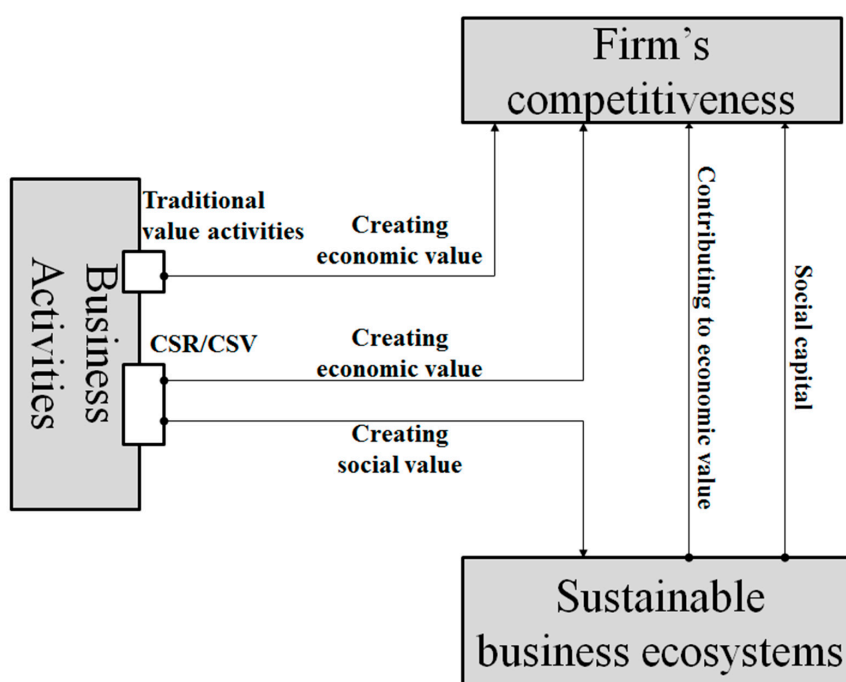 Firm's
competitiveness
Traditional
value activities
Creating
economic value
Business
Activities
CSR/CSV
Creating
economic value
Creating
social value
Contributing to economic value
Social capital
Sustainable
business ecosystems